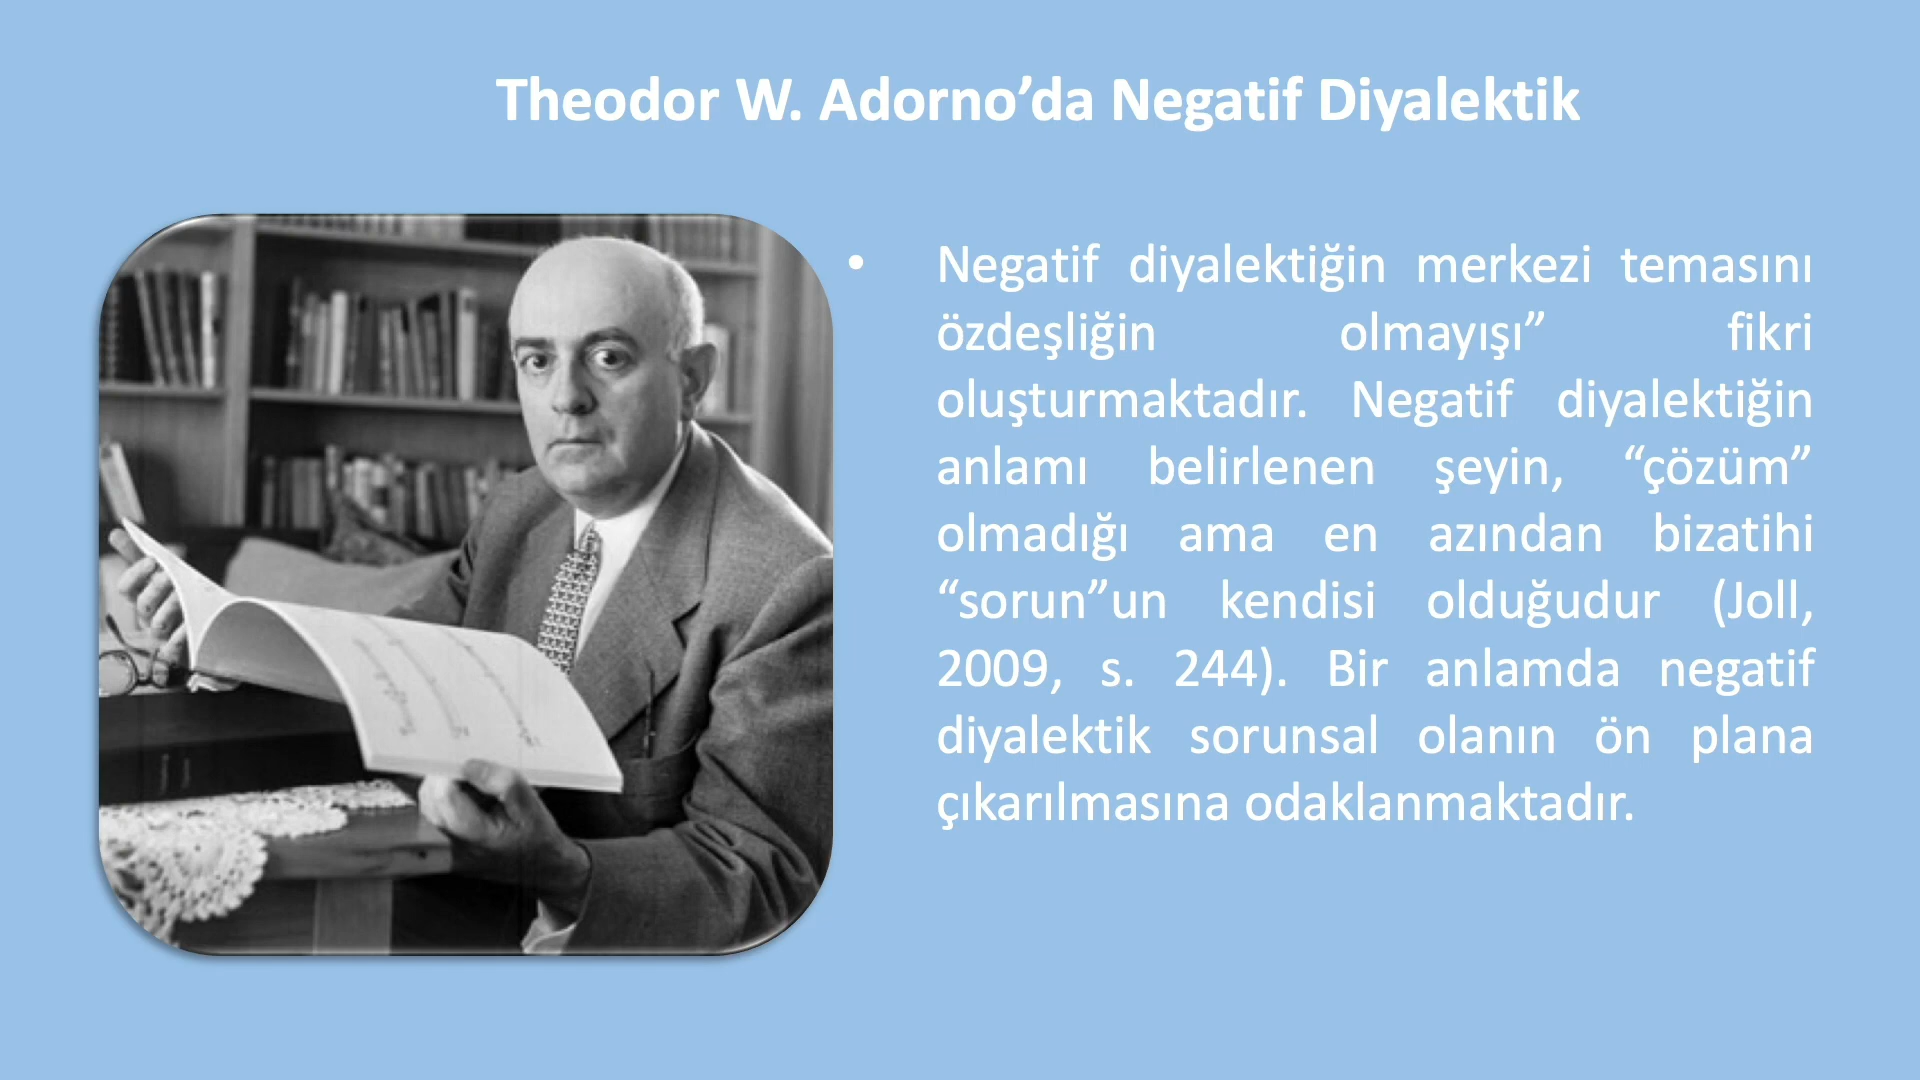 Theodor W. Adorno’da Negatif Diyalektik
• Negatif diyalektiğin merkezi temasını
özdeşliğin olmayışı” fikri
oluşturmaktadır. Negatif diyalektiğin
anlamı belirlenen şeyin, “çözüm”
olmadığı ama en azından bizatihi
“sorun”un kendisi olduğudur (Joll,
2009, s. 244). Bir anlamda negatif
diyalektik sorunsal olanın ön plana
çıkarılmasına odaklanmaktadır.